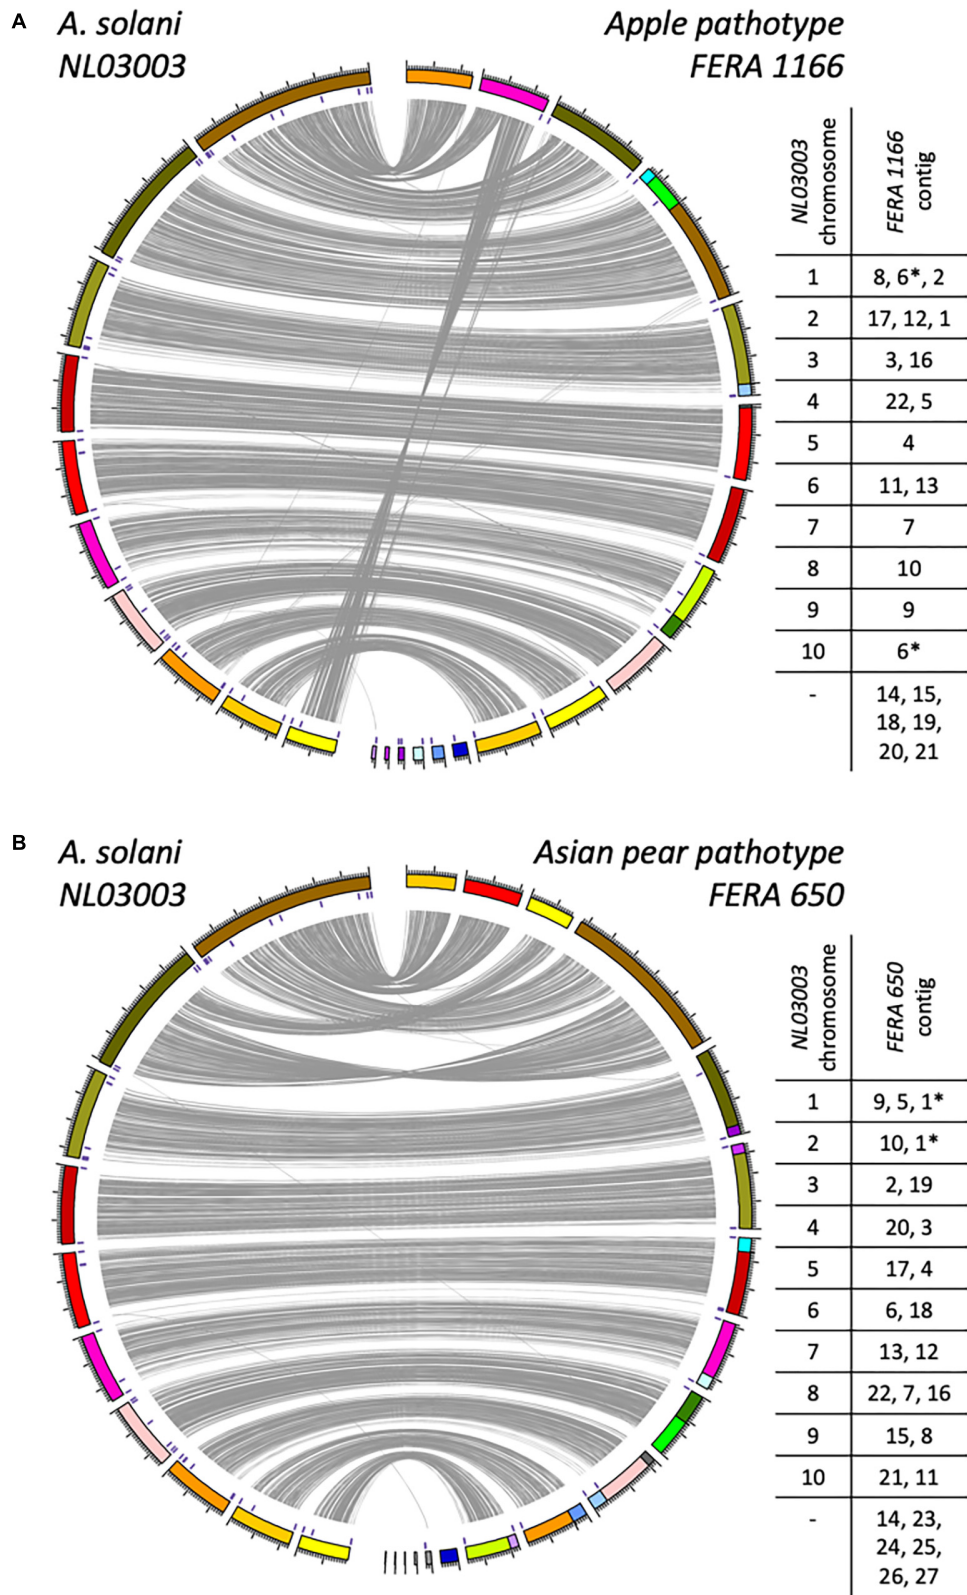 A
A. solani
NL03003
Apple pathotype
FERA 1166
NL03003 chromosome
FERA 1166 contig
1 8, 6*, 2
2 17, 12, 1
3 3, 16
4 22, 5
5 4
6 11, 13
7 7
8 10
9 9
10 6*
- 14, 15,
18, 19,
20, 21
B
A. solani
NL03003
Asian pear pathotype
FERA 650
NL03003 chromosome
FERA 650 contig
1 9, 5, 1*
2 10, 1*
3 2, 19
4 20, 3
5 17, 4
6 6, 18
7 13, 12
8 22, 7, 16
9 15, 8
10 21, 11
- 14, 23,
24, 25,
26, 27